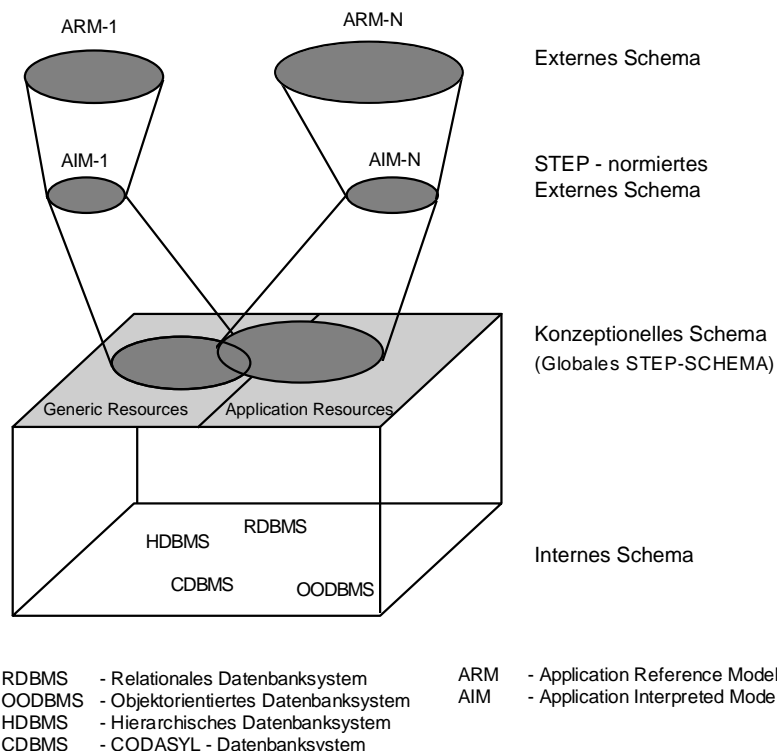 ARM-1
ARM-N
Externes Schema
AIM-1
AIM-N
STEP - normiertes
Externes Schema
Konzeptionelles Schema
(Globales STEP-SCHEMA)
Generic Resources
Application Resources
RDBMS
HDBMS
Internes Schema
CDBMS
OODBMS
RDBMS - Relationales Datenbanksystem
OODBMS - Objektorientiertes Datenbanksystem
HDBMS - Hierarchisches Datenbanksystem
CDBMS - CODASYL - Datenbanksystem
ARM - Application Reference Model
AIM - Application Interpreted Mode